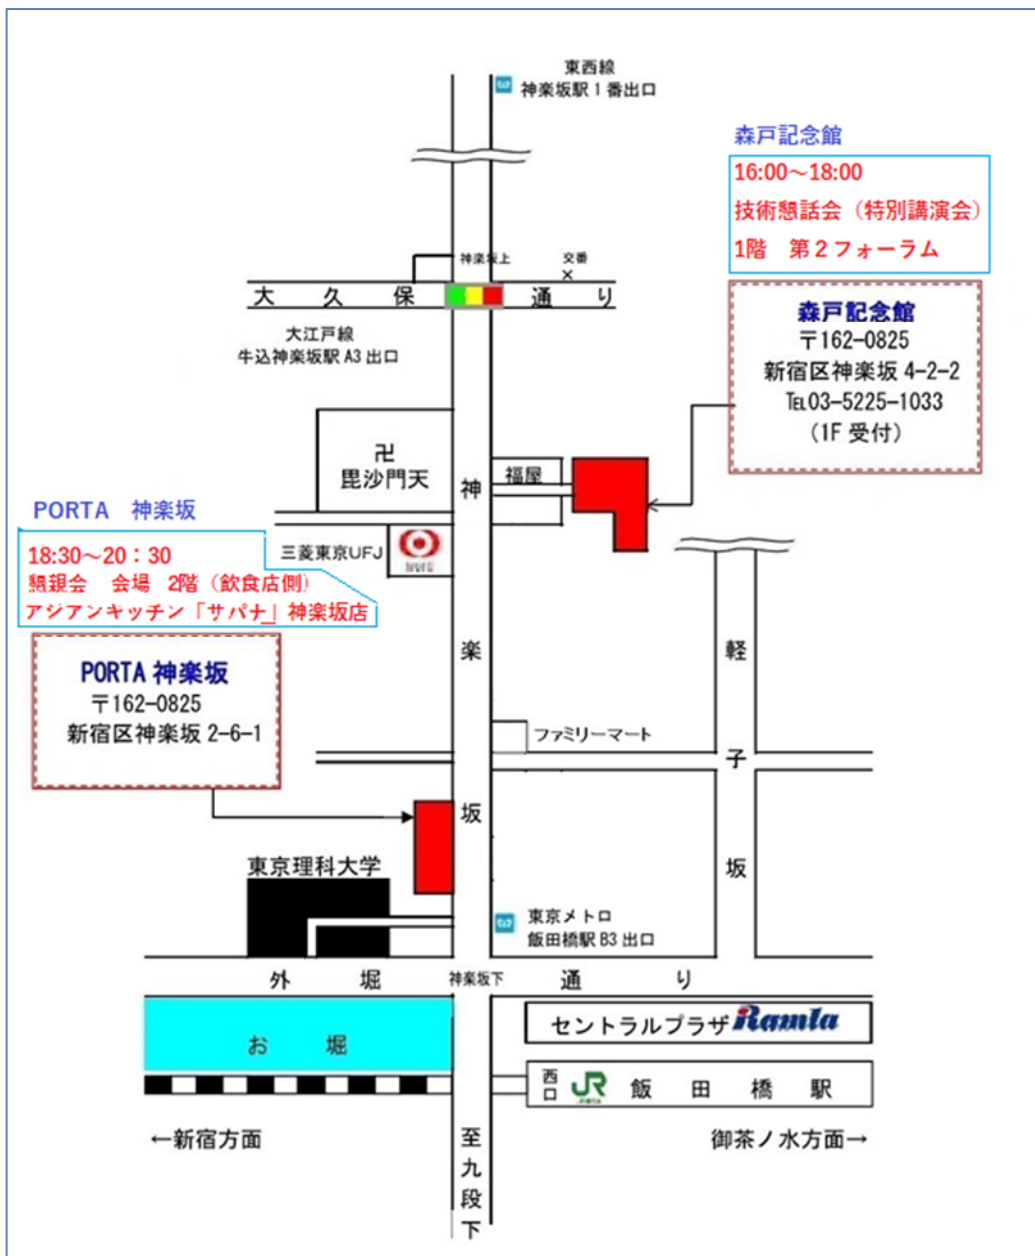 東西線
神楽坂駅1番出口
森戸記念館
16:00～18:00
技術懇話会（特別講演会）
1階　第２フォーラム
神楽坂上
交番
大久保通り
大江戸線
牛込神楽坂駅 A3 出口
森戸記念館
〒162-0825
新宿区神楽坂 4-2-2
℡03-5225-1033
（1F 受付）
卍
毘沙門天
福屋
三菱東京UFJ
MUFG
PORTA　神楽坂
18:30～20：30
懇親会　会場　2階（飲食店側）
アジアンキッチン「サパナ」神楽坂店
PORTA 神楽坂
〒162-0825
新宿区神楽坂 2-6-1
神楽坂
軽子坂
ファミリーマート
東京理科大学
東京メトロ
飯田橋駅 B3 出口
外堀通り
神楽坂下
お堀
セントラルプラザ Ramla
西口
JR
飯田橋駅
←新宿方面
御茶ノ水方面→
至九段下